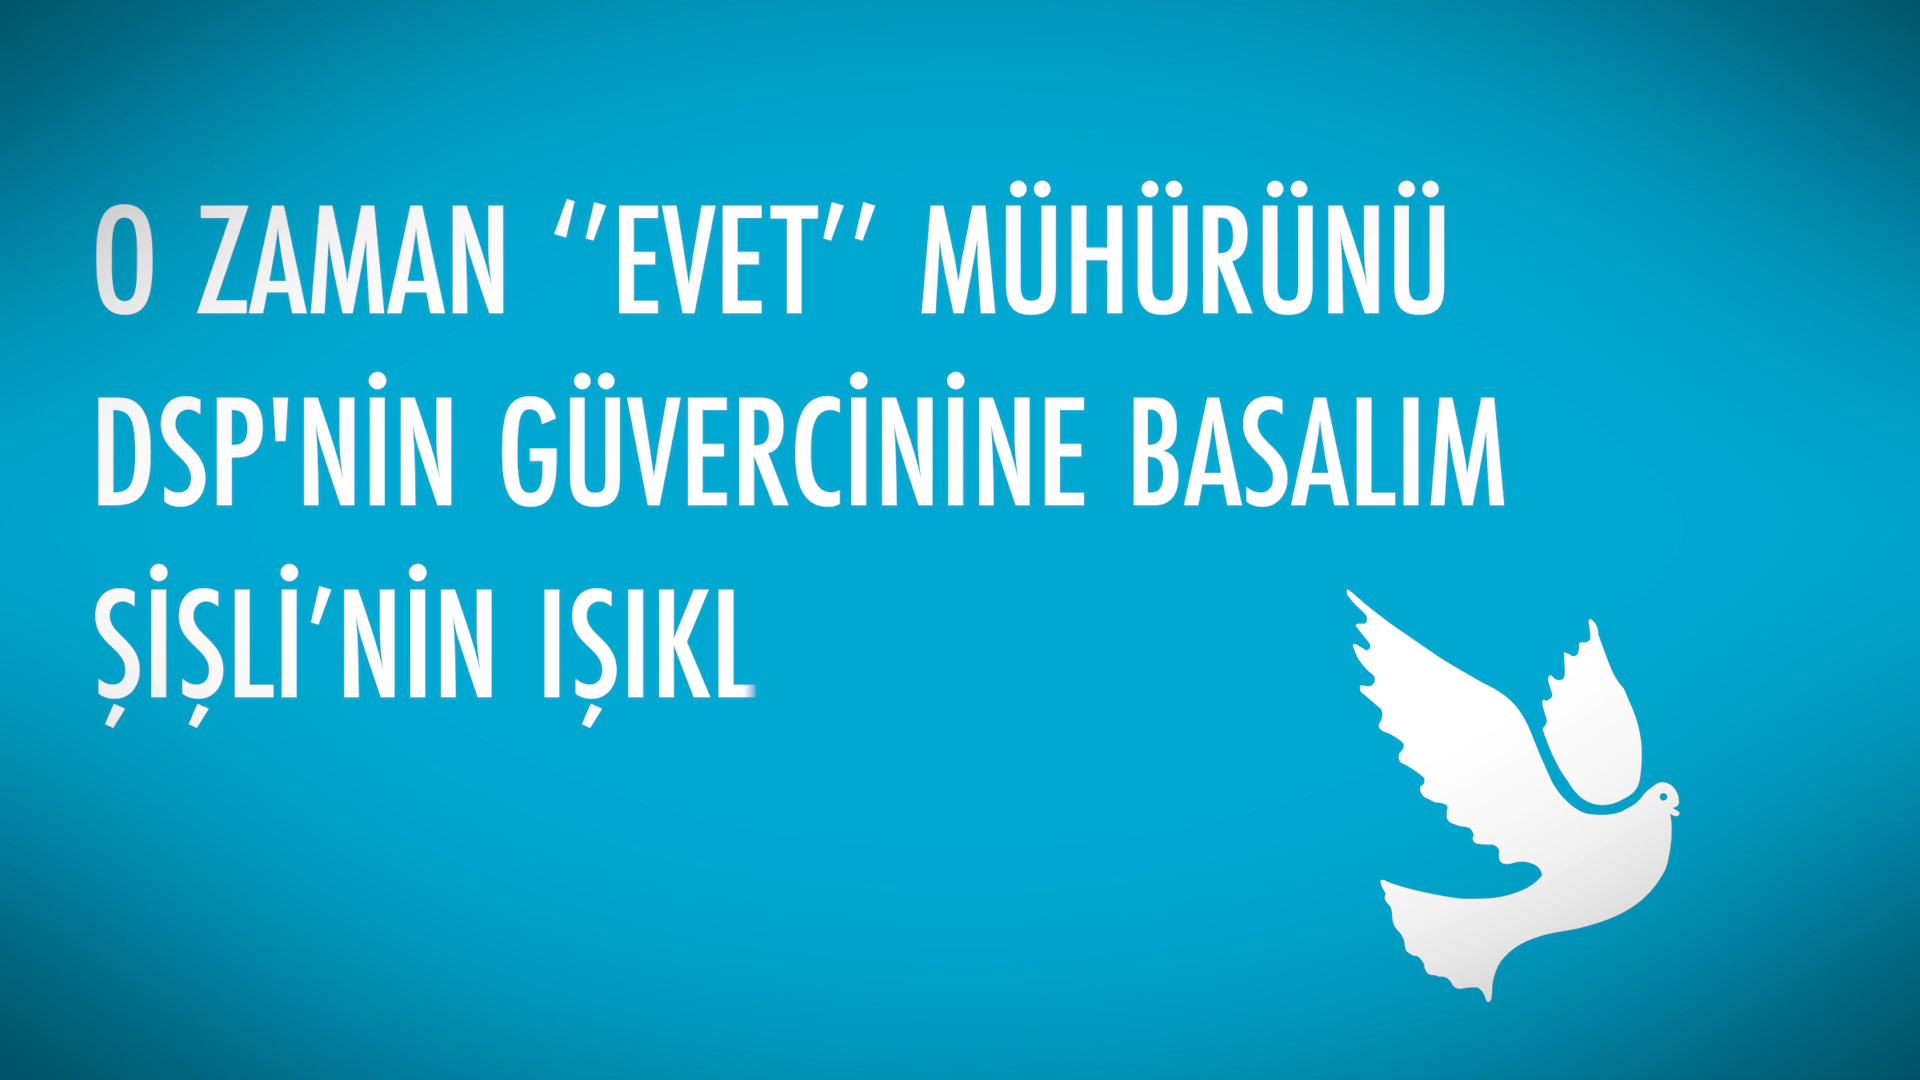 O ZAMAN ‘’EVET’’ MÜHÜRÜNÜ
DSP'NİN GÜVERCİNİNE BASALIM
ŞİŞLİ’NİN IŞIKL